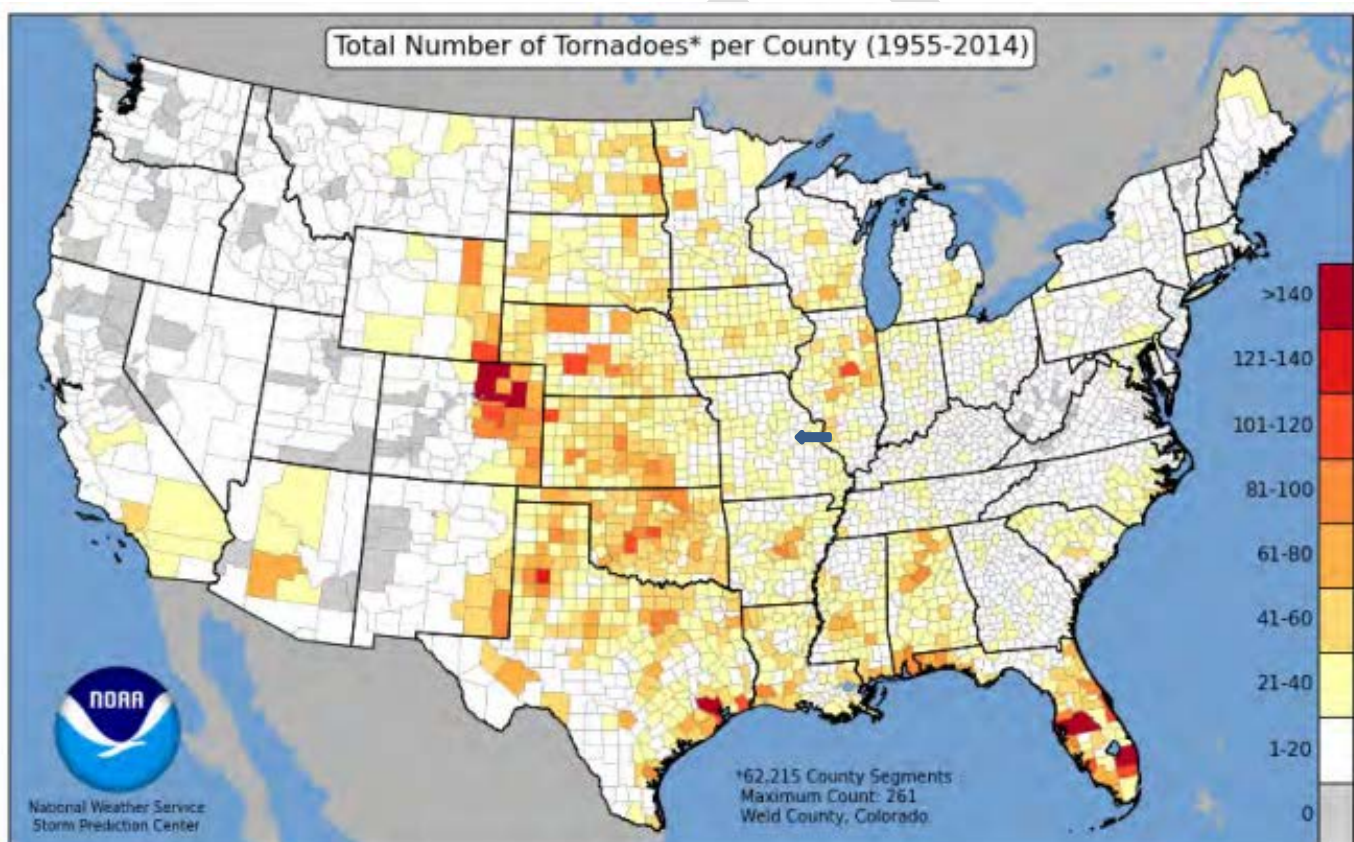 Total Number of Tornadoes* per County (1955-2014)
>140
121-140
101-120
81-100
61-80
41-60
21-40
1-20
0
NOAA
National Weather Service
Storm Prediction Center
*62,215 County Segments
Maximum Count: 261
Weld County, Colorado